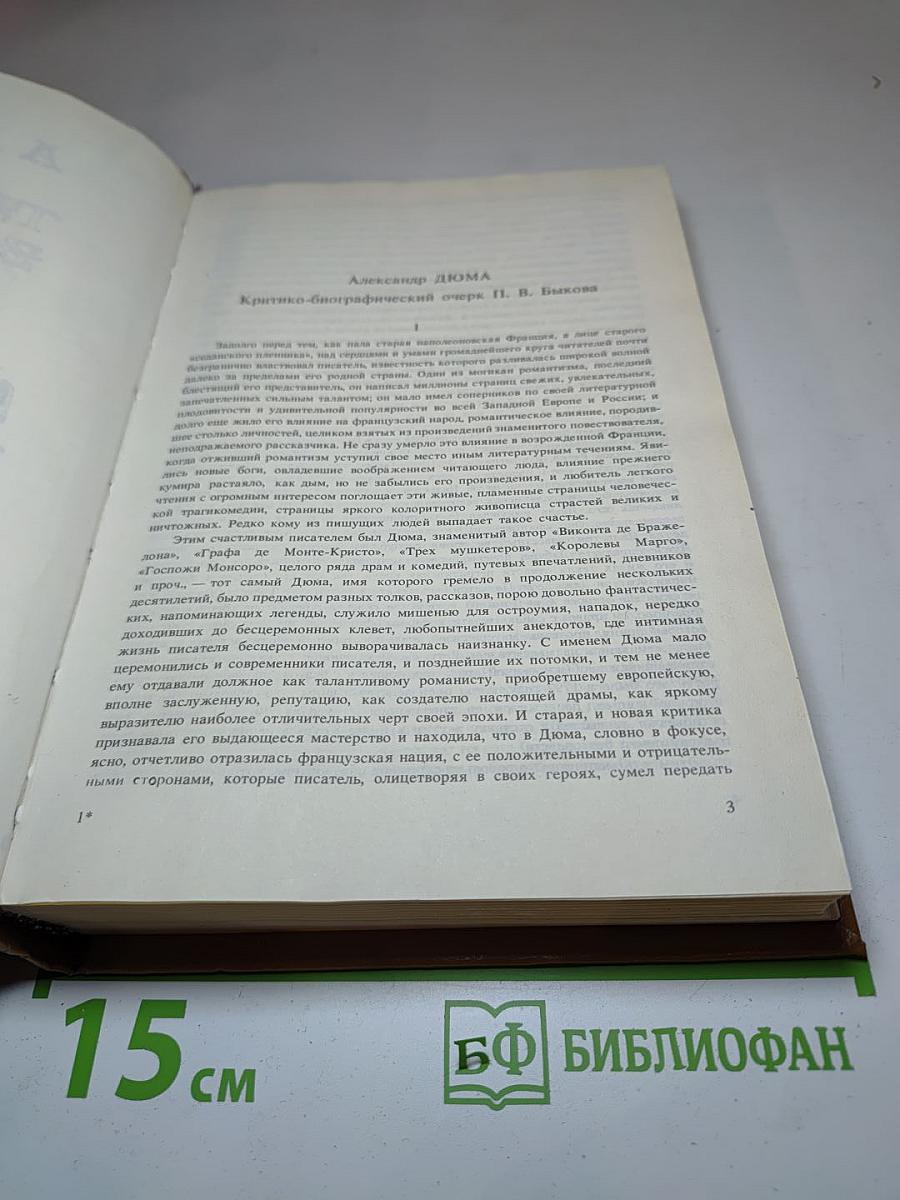 Александр ДЮМА
Критико-биографический очерк П. В. Быкова
I
Задолго перед тем, как пала старая наполеоновская Франция, в лице старого
«седанского пленника», над сердцами и умами громаднейшего круга читателей почти
безгранично властвовал писатель, известность которого разливалась широкой волной
далеко за пределами его родной страны. Один из могикан романтизма, последний
блестящий его представитель, он написал миллионы страниц свежих, увлекательных,
запечатленных сильным талантом; он мало имел соперников по своей литературной
плодовитости и удивительной популярности во всей Западной Европе и России; и
долго еще жило его влияние на французский народ, романтическое влияние, породив-
шее столько личностей, целиком взятых из произведений знаменитого повествователя,
неподражаемого рассказчика. Не сразу умерло это влияние в возрожденной Франции,
когда отживший романтизм уступил свое место иным литературным течениям. Яви-
лись новые боги, овладевшие воображением читающего люда, влияние прежнего
кумира растаяло, как дым, но не забылись его произведения, и любитель легкого
чтения с огромным интересом поглощает эти живые, пламенные страницы человечес-
кой трагикомедии, страницы яркого колоритного живописца страстей великих и
ничтожных. Редко кому из пишущих людей выпадает такое счастье.
Этим счастливым писателем был Дюма, знаменитый автор «Виконта де Браже-
лона», «Графа де Монте-Кристо», «Трех мушкетеров», «Королевы Марго»,
«Госпожи Монсоро», целого ряда драм и комедий, путевых впечатлений, дневников
и проч., — тот самый Дюма, имя которого гремело в продолжение нескольких
десятилетий, было предметом разных толков, рассказов, порою довольно фантастичес-
ких, напоминающих легенды, служило мишенью для остроумия, нападок, нередко
доходивших до бесцеремонных клевет, любопытнейших анекдотов, где интимная
жизнь писателя бесцеремонно выворачивалась наизнанку. С именем Дюма мало
церемонились и современники писателя, и позднейшие их потомки, и тем не менее
ему отдавали должное как талантливому романисту, приобретшему европейскую,
вполне заслуженную, репутацию, как создателю настоящей драмы, как яркому
выразителю наиболее отличительных черт своей эпохи. И старая, и новая критика
признавала его выдающееся мастерство и находила, что в Дюма, словно в фокусе,
ясно, отчетливо отразилась французская нация, с ее положительными и отрицатель-
ными сторонами, которые писатель, олицетворяя в своих героях, сумел передать
1*
3
15 см
БФ БИБЛИОФАН